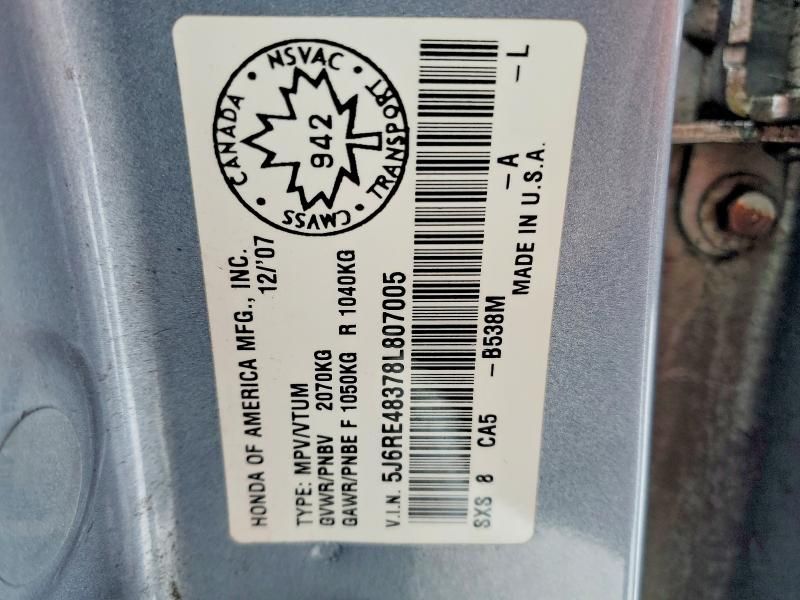 HONDA OF AMERICA MFG., INC.
12/'07
TYPE: MPV/VTUM
GVWR/PNBV 2070KG
GAWR/PNBE F 1050KG R 1040KG
V.I.N. 5J6RE48378L807005
SXS 8 CA5 -B538M -A -L
MADE IN U.S.A.
CANADA · NSVAC · TRANSPORT · CMVSS ·
942